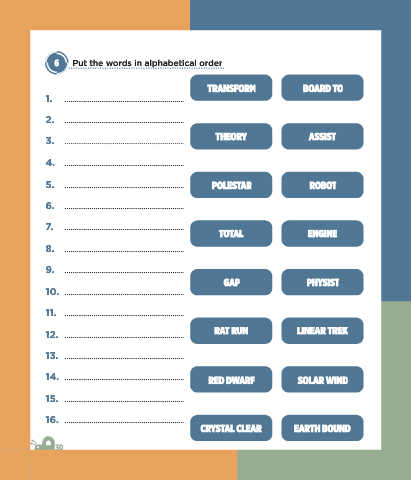 6 Put the words in alphabetical order
TRANSFORM BOARD TO
1.
2.
THEORY ASSIST
3.
4.
POLESTAR ROBOT
5.
6.
7.
TOTAL ENGINE
8.
9.
GAP PHYSIST
10.
11.
RAT RUN LINEAR TREK
12.
13.
RED DWARF SOLAR WIND
14.
15.
16.
CRYSTAL CLEAR EARTH BOUND
30